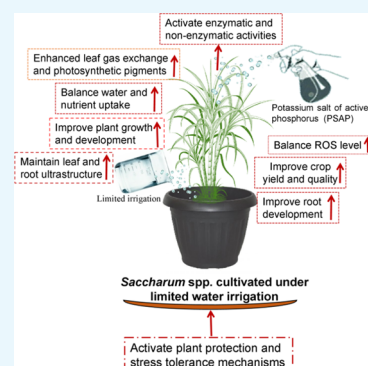 Activate enzymatic and
non-enzymatic activities
Enhanced leaf gas exchange
and photosynthetic pigments
Balance water and
nutrient uptake
Improve plant growth
and development
Maintain leaf and
root ultrastructure
Limited irrigation
Potassium salt of active
phosphorus (PSAP)
Balance ROS level
Improve crop
yield and quality
Improve root
development
Saccharum spp. cultivated under
limited water irrigation
Activate plant protection and
stress tolerance mechanisms